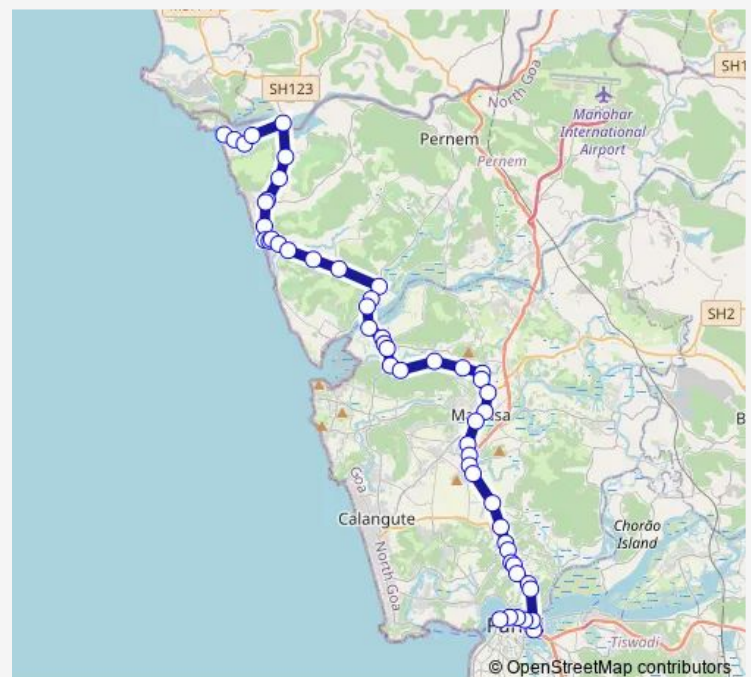 SH123
SH1
North Goa
Manohar
International
Airport
Pernem
Pernem
SH2
Goa
North Goa
Calangute
Chorão
Island
Tiswadi
© OpenStreetMap contributors